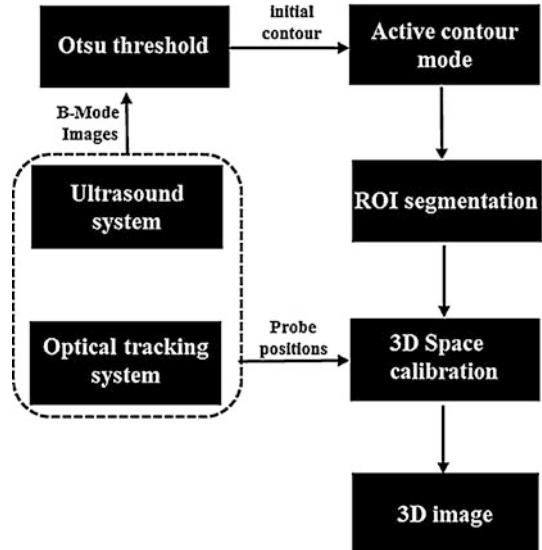 Otsu threshold
initial
contour
Active contour
mode
B-Mode
Images
Ultrasound
system
ROI segmentation
Optical tracking
system
Probe
positions
3D Space
calibration
3D image